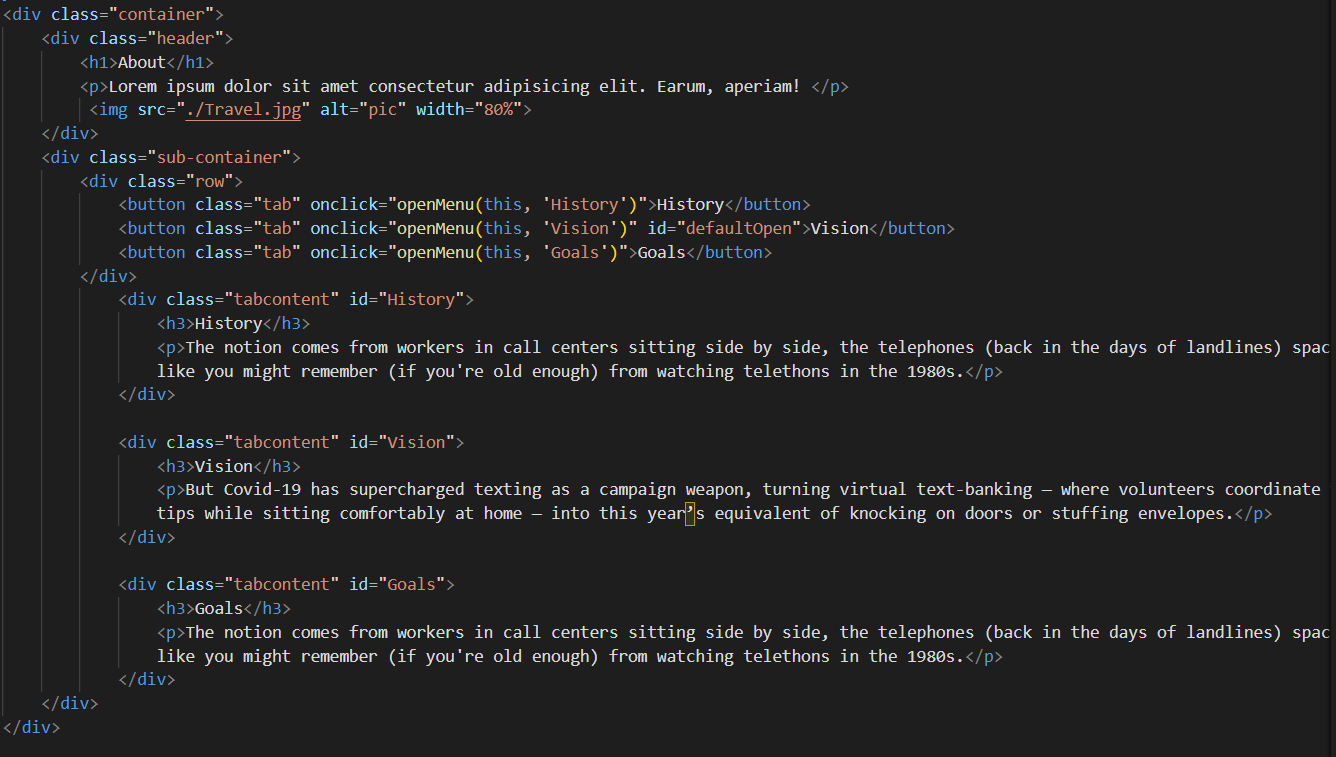 <div class="container">
<div class="header">
<h1>About</h1>
<p>Lorem ipsum dolor sit amet consectetur adipisicing elit. Earum, aperiam! </p>
<img src="./Travel.jpg" alt="pic" width="80%">
</div>
<div class="sub-container">
<div class="row">
<button class="tab" onclick="openMenu(this, 'History')">History</button>
<button class="tab" onclick="openMenu(this, 'Vision')" id="defaultOpen">Vision</button>
<button class="tab" onclick="openMenu(this, 'Goals')">Goals</button>
</div>
<div class="tabcontent" id="History">
<h3>History</h3>
<p>The notion comes from workers in call centers sitting side by side, the telephones (back in the days of landlines) spac
like you might remember (if you're old enough) from watching telethons in the 1980s.</p>
</div>
<div class="tabcontent" id="Vision">
<h3>Vision</h3>
<p>But Covid-19 has supercharged texting as a campaign weapon, turning virtual text-banking — where volunteers coordinate
tips while sitting comfortably at home — into this year’s equivalent of knocking on doors or stuffing envelopes.</p>
</div>
<div class="tabcontent" id="Goals">
<h3>Goals</h3>
<p>The notion comes from workers in call centers sitting side by side, the telephones (back in the days of landlines) spac
like you might remember (if you're old enough) from watching telethons in the 1980s.</p>
</div>
</div>
</div>